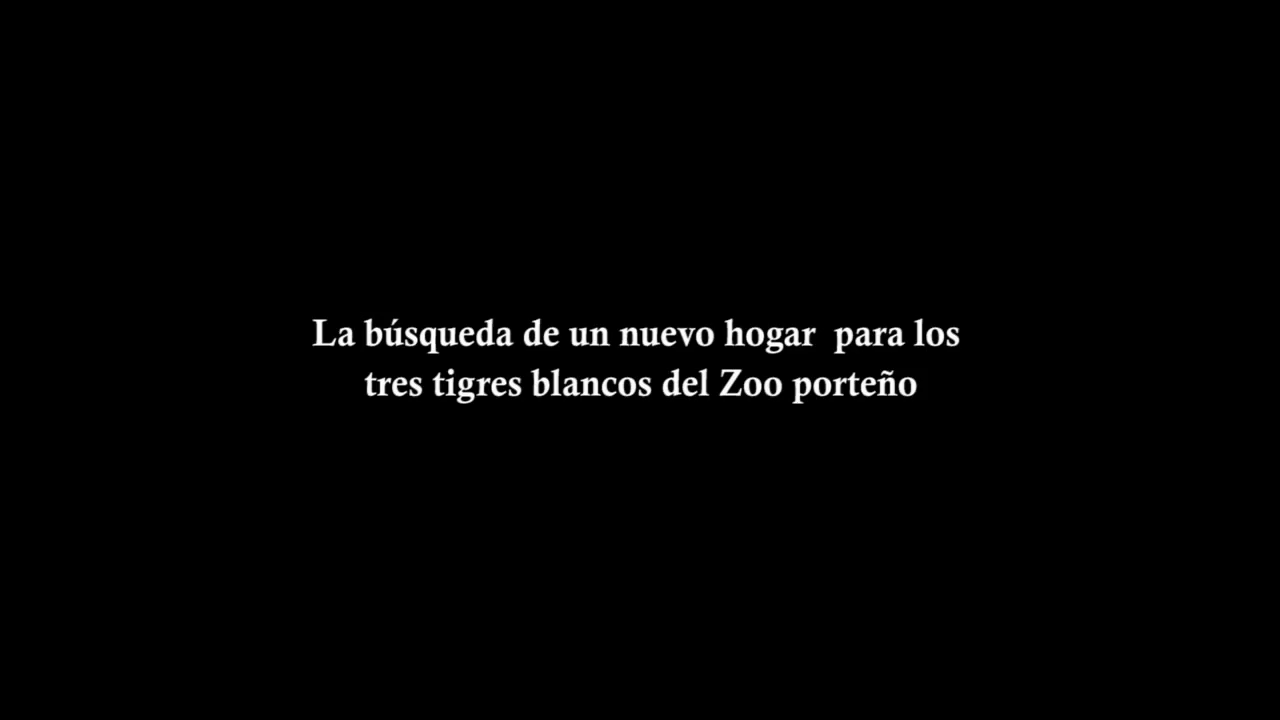 La búsqueda de un nuevo hogar  para los
tres tigres blancos del Zoo porteño